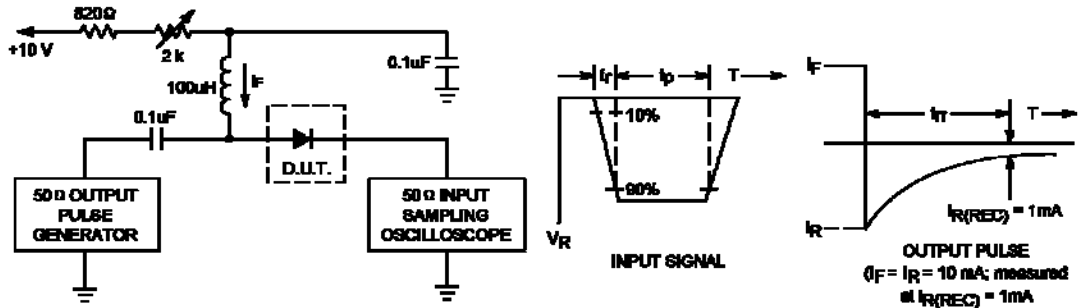 820Ω
+10 V
2 k
100uH
IF
0.1uF
0.1uF
D.U.T.
50 Ω OUTPUT
PULSE
GENERATOR
50 Ω INPUT
SAMPLING
OSCILLOSCOPE
tr
tp
T
10%
90%
VR
INPUT SIGNAL
IF
trr
T
IR
IR(REC) = 1mA
OUTPUT PULSE
(IF = IR = 10 mA; measured
at IR(REC) = 1mA